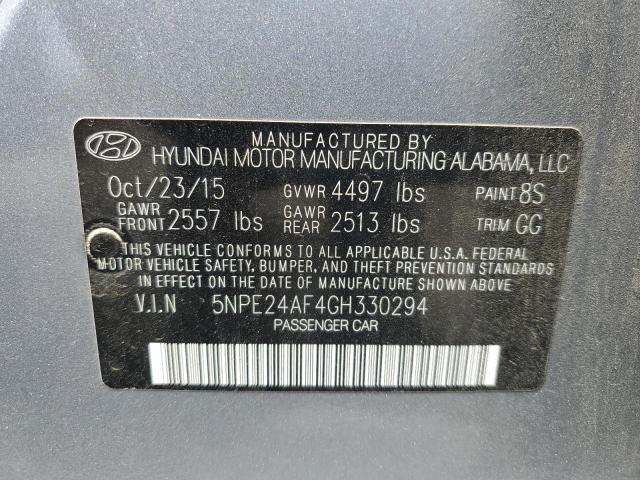 MANUFACTURED BY
HYUNDAI MOTOR MANUFACTURING ALABAMA, LLC
Oct/23/15 GVWR 4497 lbs PAINT 8S
GAWR FRONT 2557 lbs GAWR REAR 2513 lbs TRIM GG
THIS VEHICLE CONFORMS TO ALL APPLICABLE U.S.A. FEDERAL
MOTOR VEHICLE SAFETY, BUMPER, AND THEFT PREVENTION STANDARDS
IN EFFECT ON THE DATE OF MANUFACTURE SHOWN ABOVE.
V.I.N 5NPE24AF4GH330294
PASSENGER CAR